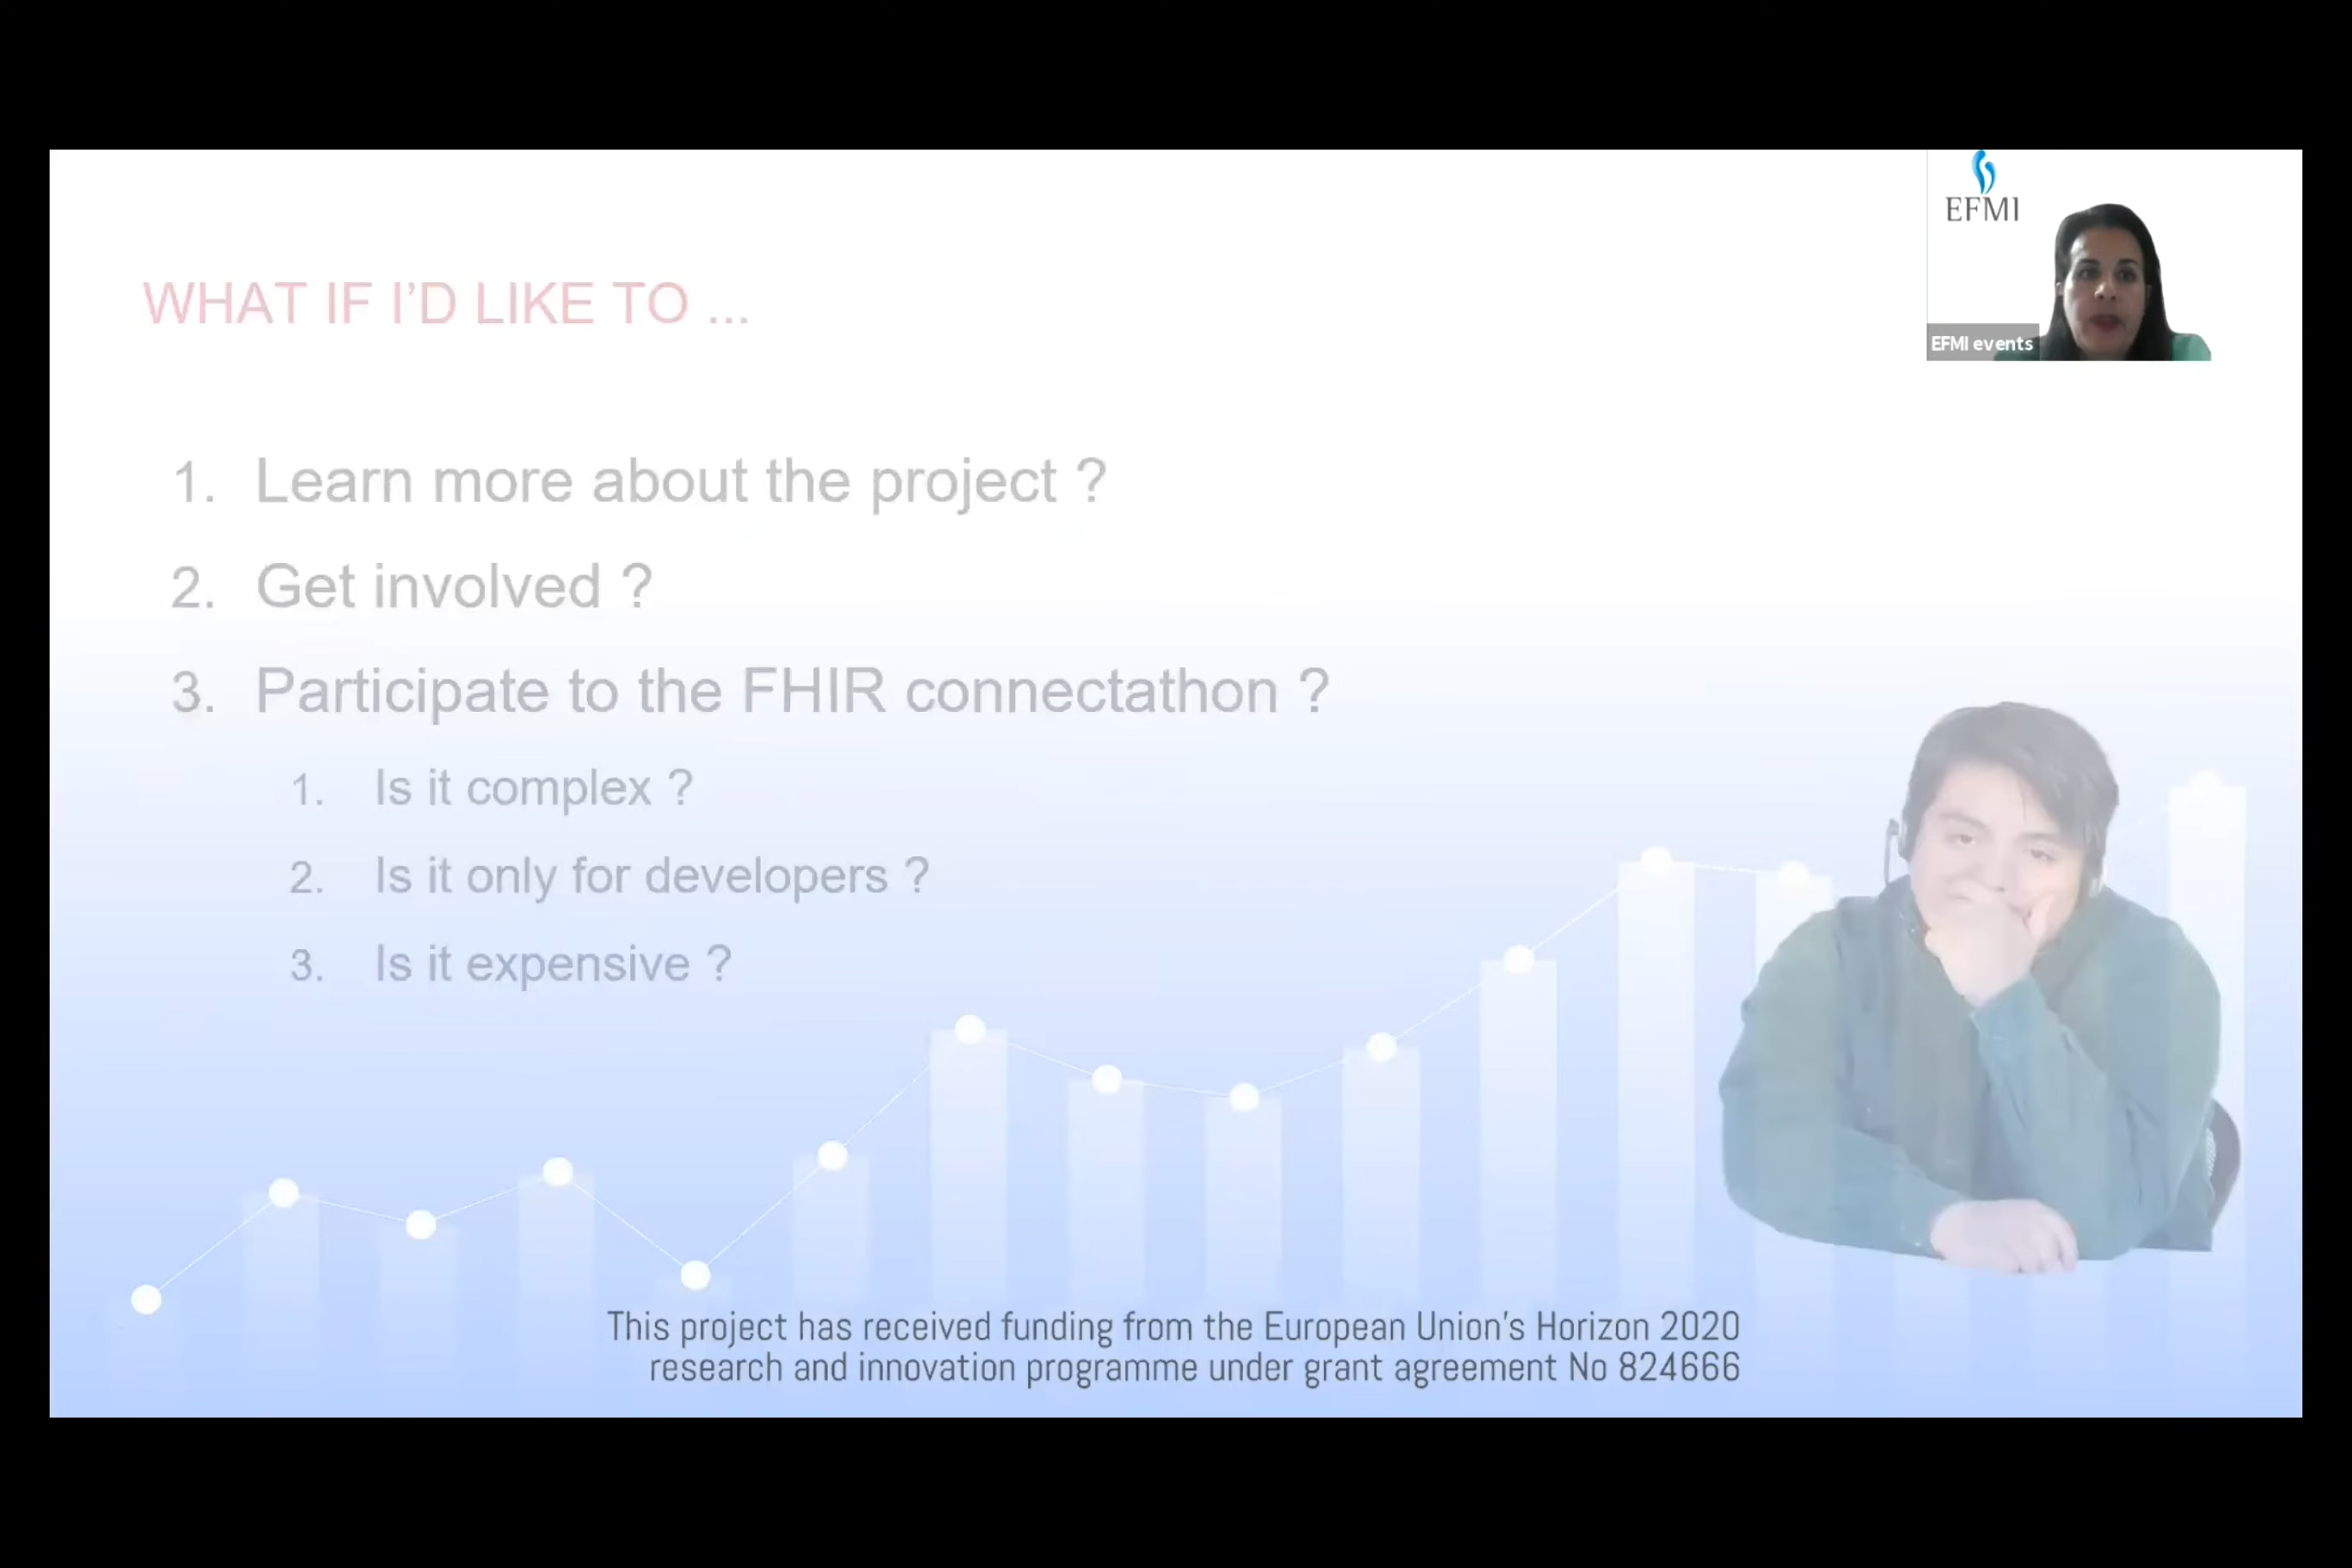 EFMI
EFMI events
WHAT IF I’D LIKE TO ...
1. Learn more about the project ?
2. Get involved ?
3. Participate to the FHIR connectathon ?
1. Is it complex ?
2. Is it only for developers ?
3. Is it expensive ?
This project has received funding from the European Union's Horizon 2020
research and innovation programme under grant agreement No 824666